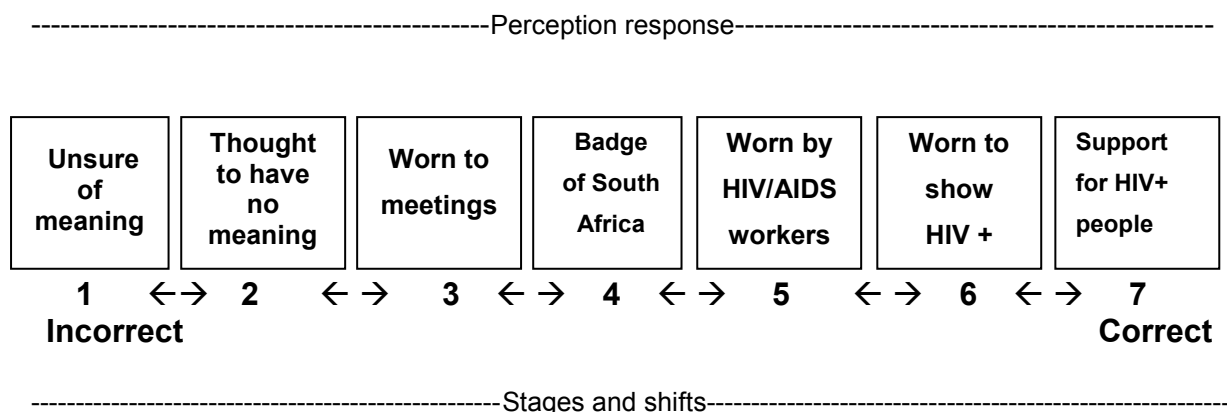 ---------------------------------------------Perception response-----------------------------------------------
Unsure
of
meaning
Thought
to have
no
meaning
Worn to
meetings
Badge
of South
Africa
Worn by
HIV/AIDS
workers
Worn to
show
HIV +
Support
for HIV+
people
1 ←→ 2 ← → 3 ← → 4 ← → 5 ← → 6 ← → 7
Incorrect Correct
----------------------------------------------Stages and shifts---------------------------------------------------